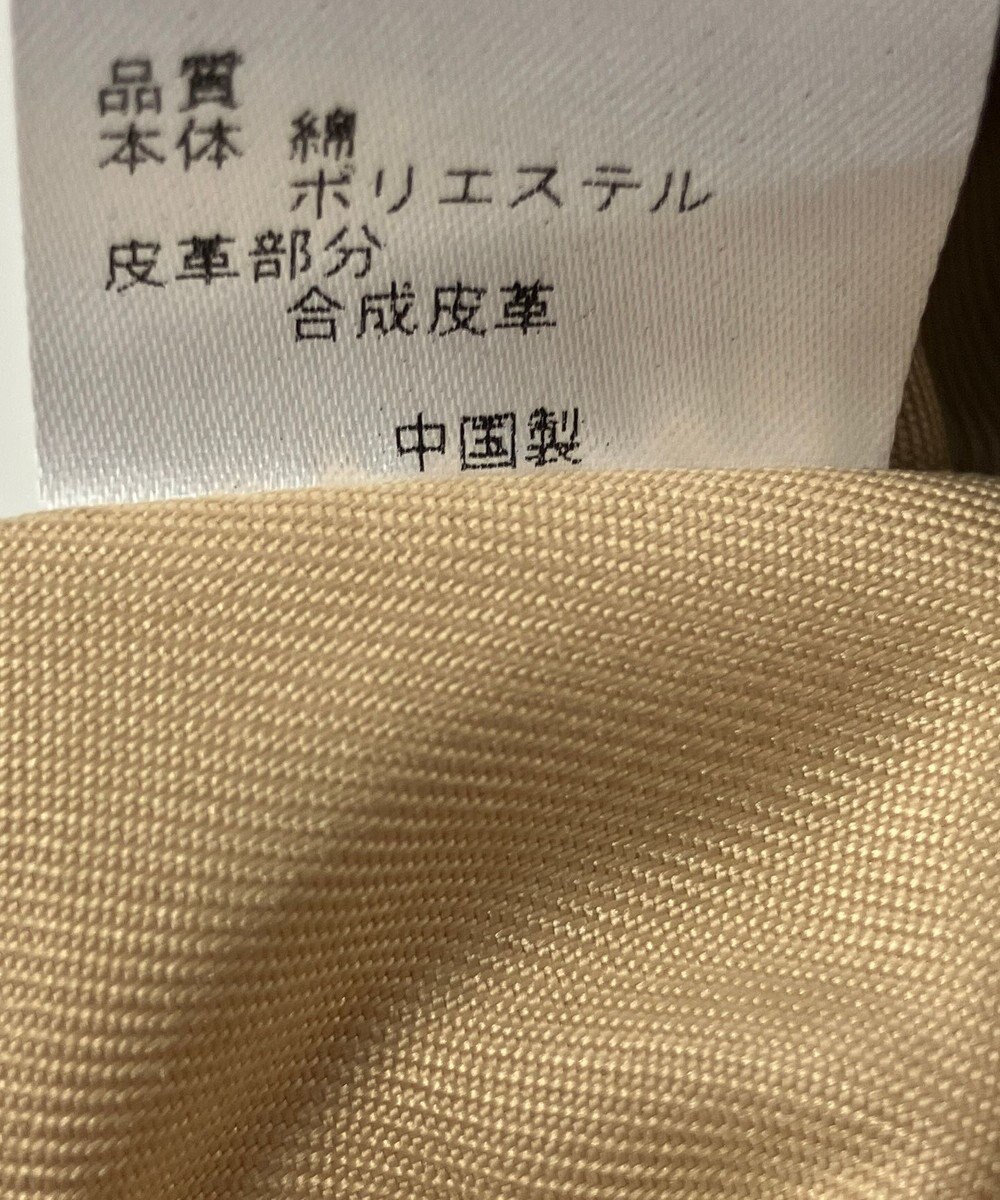 品質
本体 綿
ポリエステル
皮革部分
合成皮革
中国製